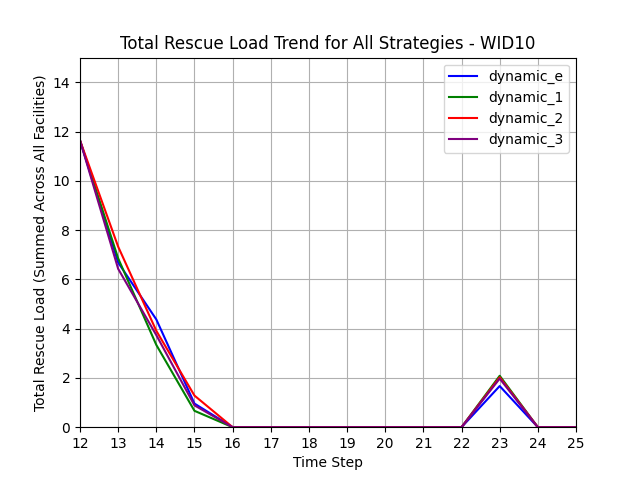 Total Rescue Load Trend for All Strategies - WID10
Total Rescue Load (Summed Across All Facilities)
14
12
10
8
6
4
2
0
dynamic_e
dynamic_1
dynamic_2
dynamic_3
12 13 14 15 16 17 18 19 20 21 22 23 24 25
Time Step